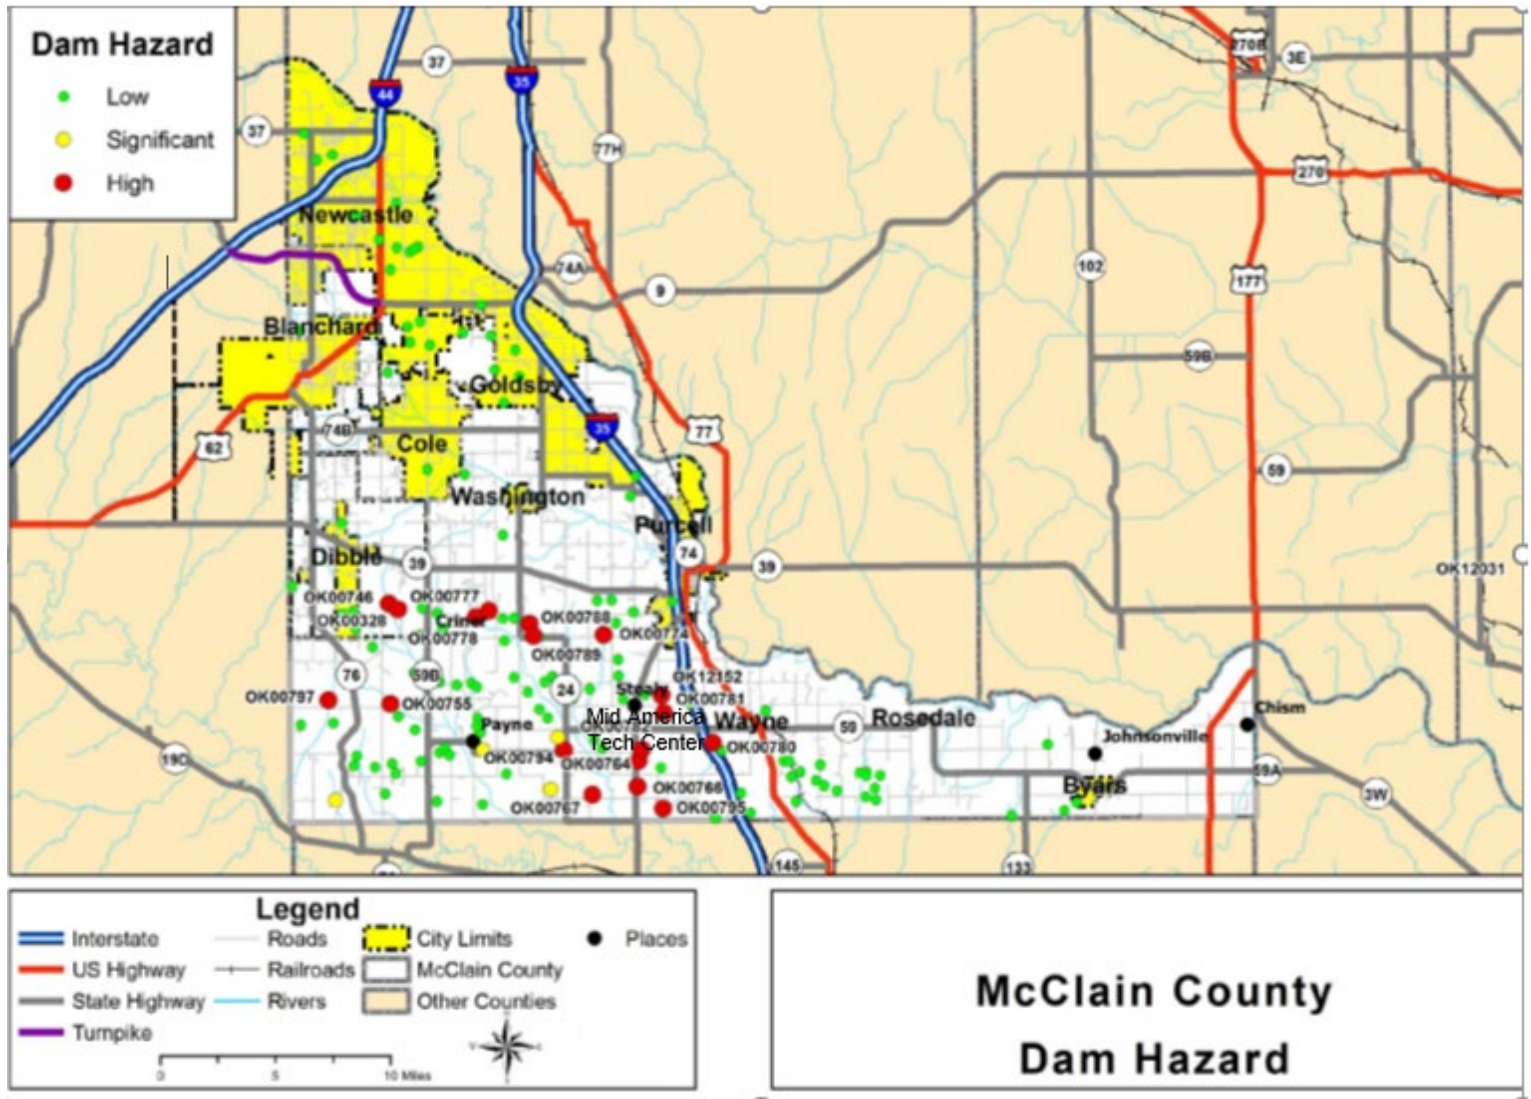 Dam Hazard
Low
Significant
High
37
44
35
37
77H
270B
3E
270
Newcastle
74A
9
102
177
Blanchard
59B
Goldsby
35
77
74B
Cole
62
59
Washington
Purcell
74
Dibble
39
39
OK12031
OK00746
OK00777
OK00328
Criner
OK00788
OK00778
OK00774
OK00789
76
59B
24
OK12152
OK00797
OK00755
Stealy
OK00781
Payne
Mid America
Tech Center
Wayne
59
Rosedale
Chism
Johnsonville
OK00780
OK00794
OK00764
19D
59A
Byars
OK00766
3W
OK00767
OK00795
145
133
Legend
Interstate
Roads
City Limits
Places
US Highway
Railroads
McClain County
State Highway
Rivers
Other Counties
Turnpike
0 5 10 Miles
McClain County
Dam Hazard